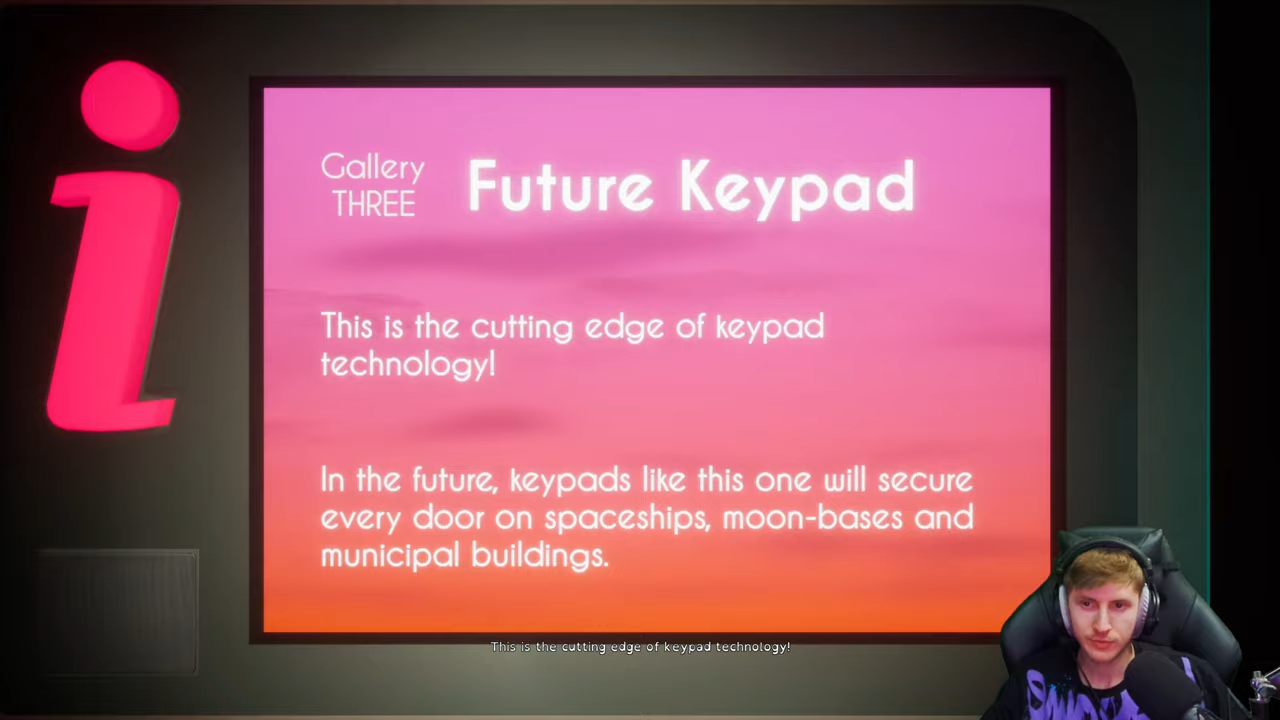 i
Gallery
THREE
Future Keypad
This is the cutting edge of keypad
technology!
In the future, keypads like this one will secure
every door on spaceships, moon-bases and
municipal buildings.
This is the cutting edge of keypad technology!